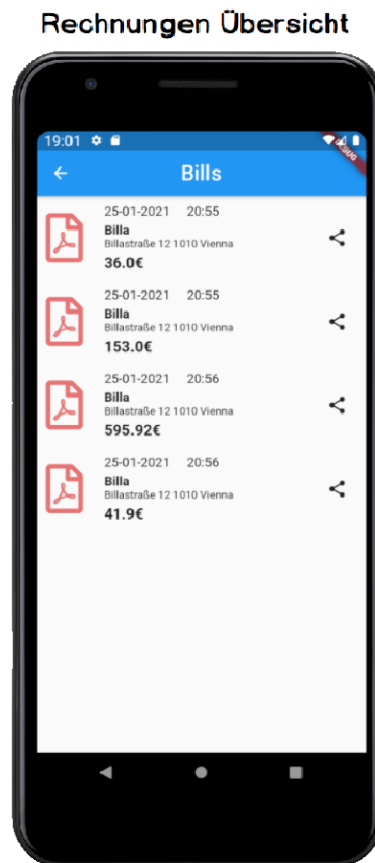 Rechnungen Übersicht
19:01
DEBUG
Bills
25-01-2021 20:55
Billa
Billastraße 12 1010 Vienna
36.0€
25-01-2021 20:55
Billa
Billastraße 12 1010 Vienna
153.0€
25-01-2021 20:56
Billa
Billastraße 12 1010 Vienna
595.92€
25-01-2021 20:56
Billa
Billastraße 12 1010 Vienna
41.9€